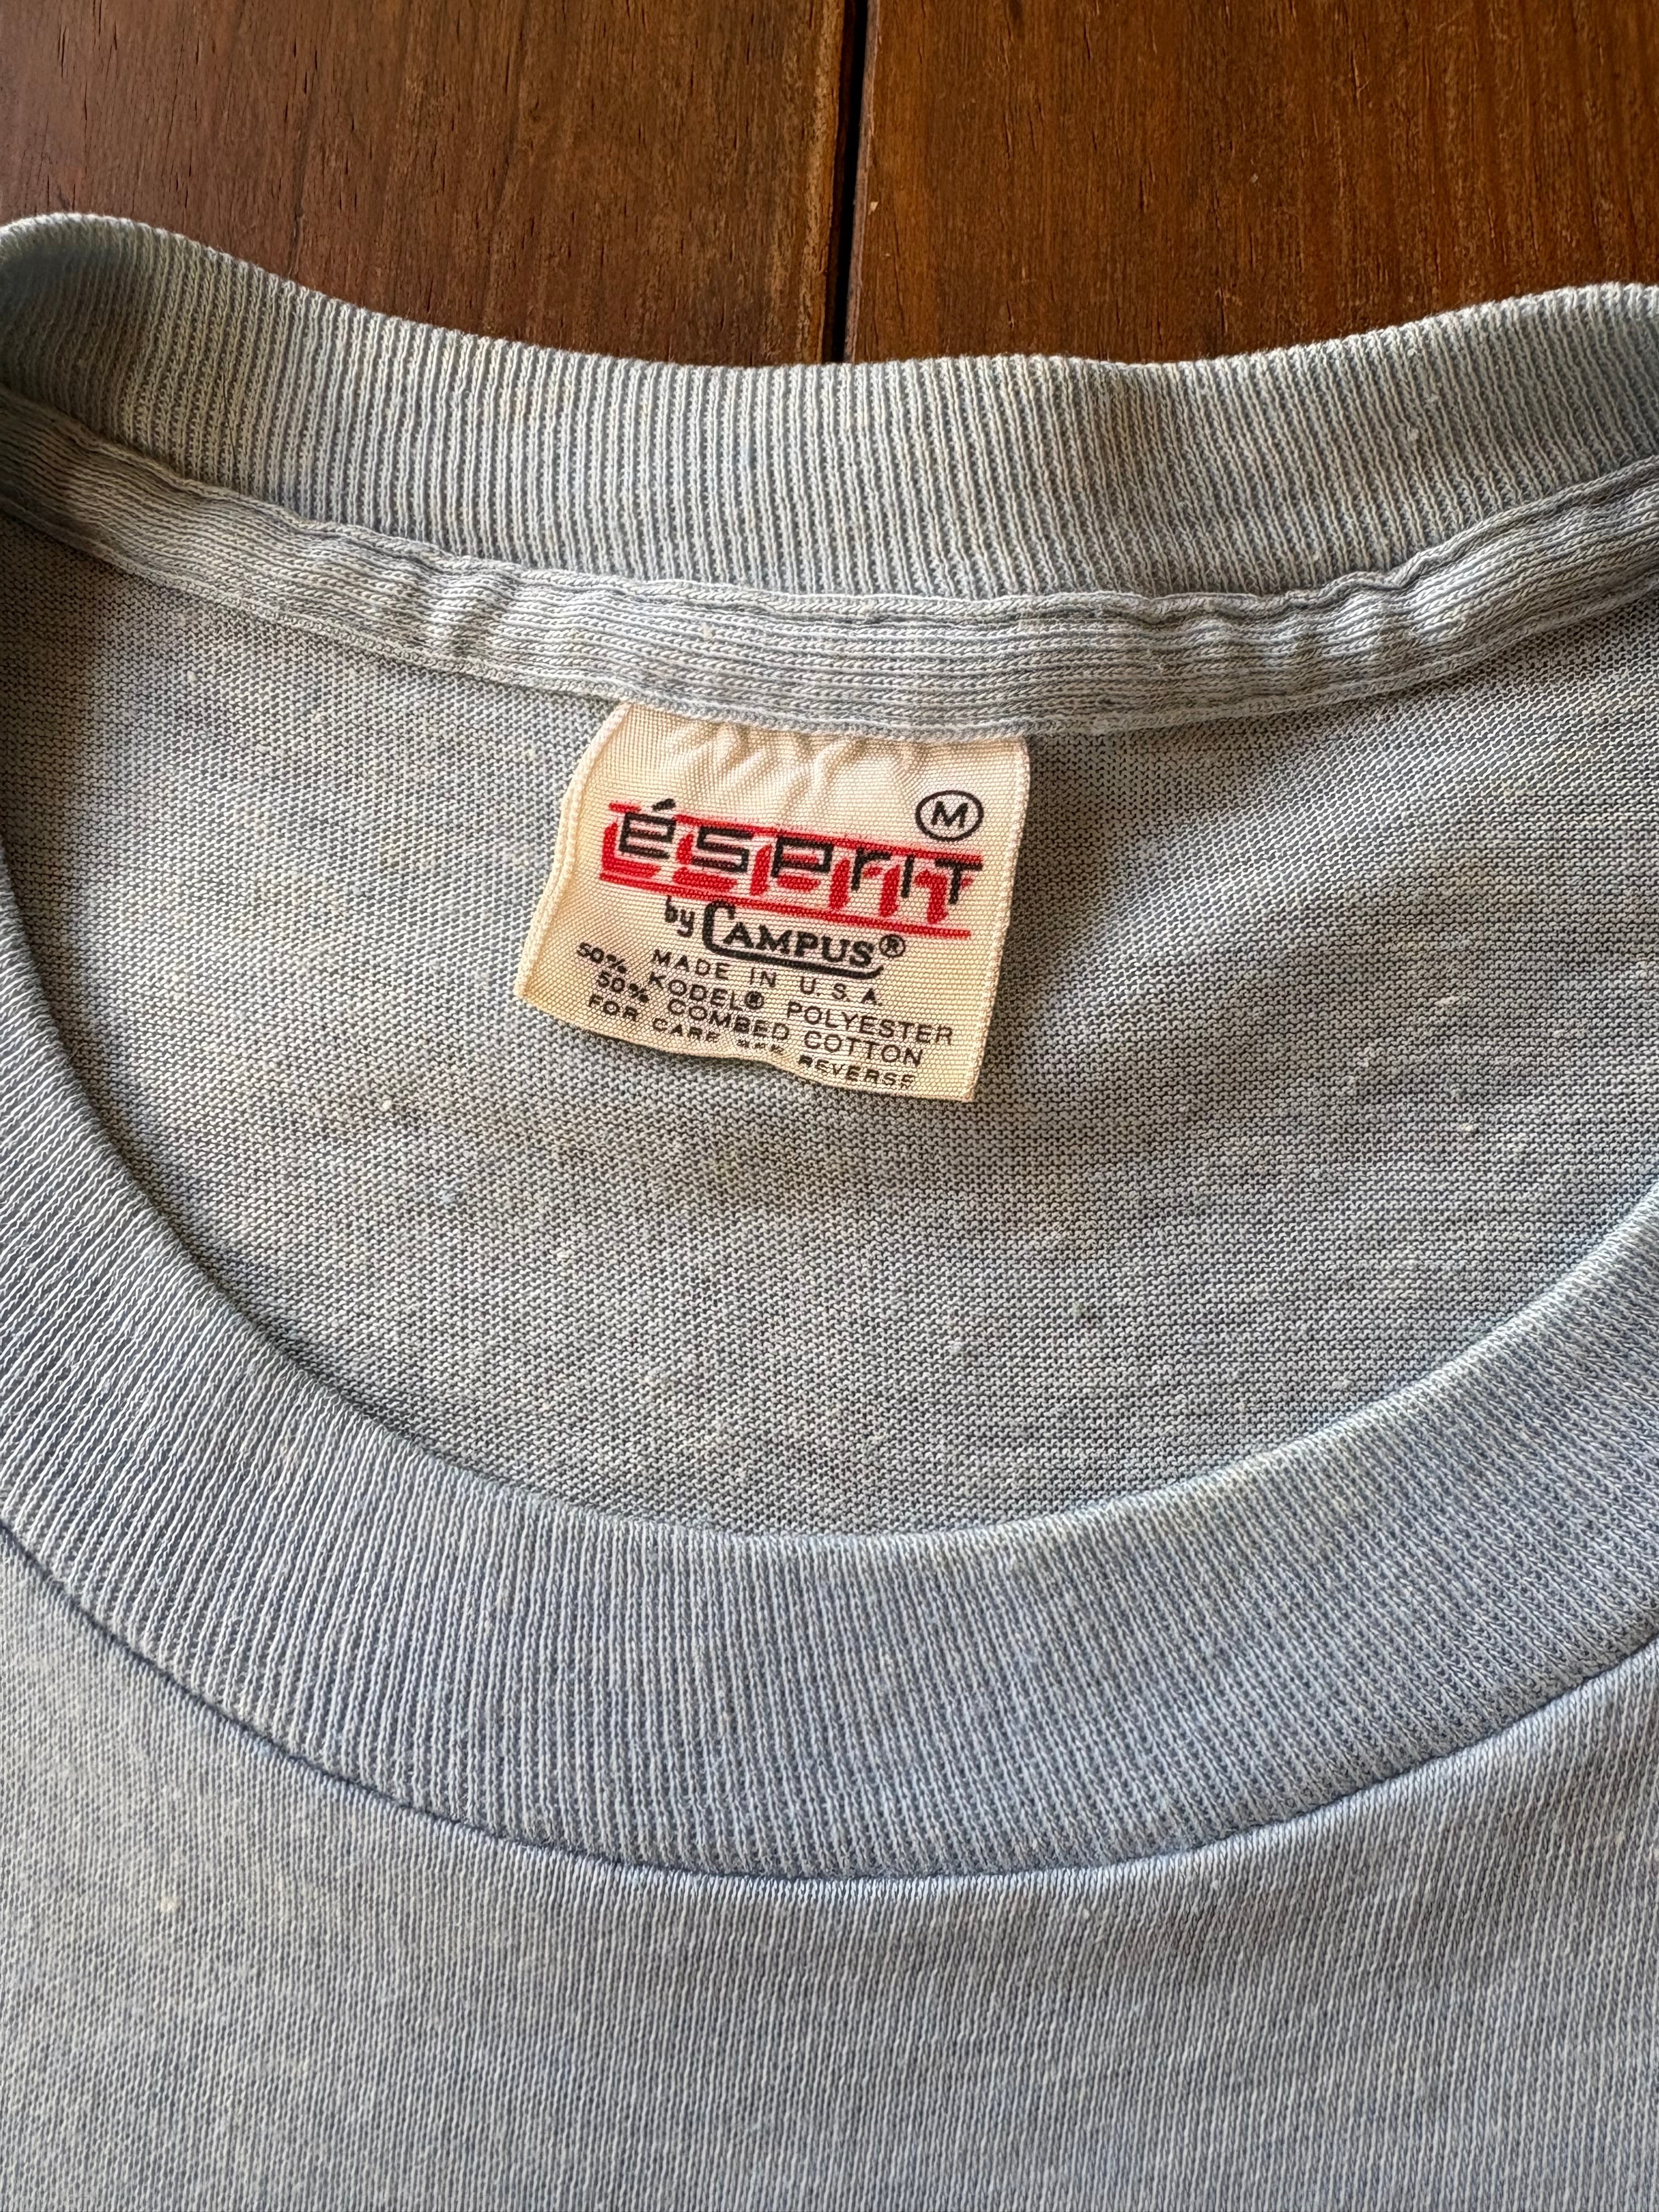 M
ésprit
by CAMPUS®
MADE IN U.S.A.
50% KODEL® POLYESTER
50% COMBED COTTON
FOR CARE SEE REVERSE